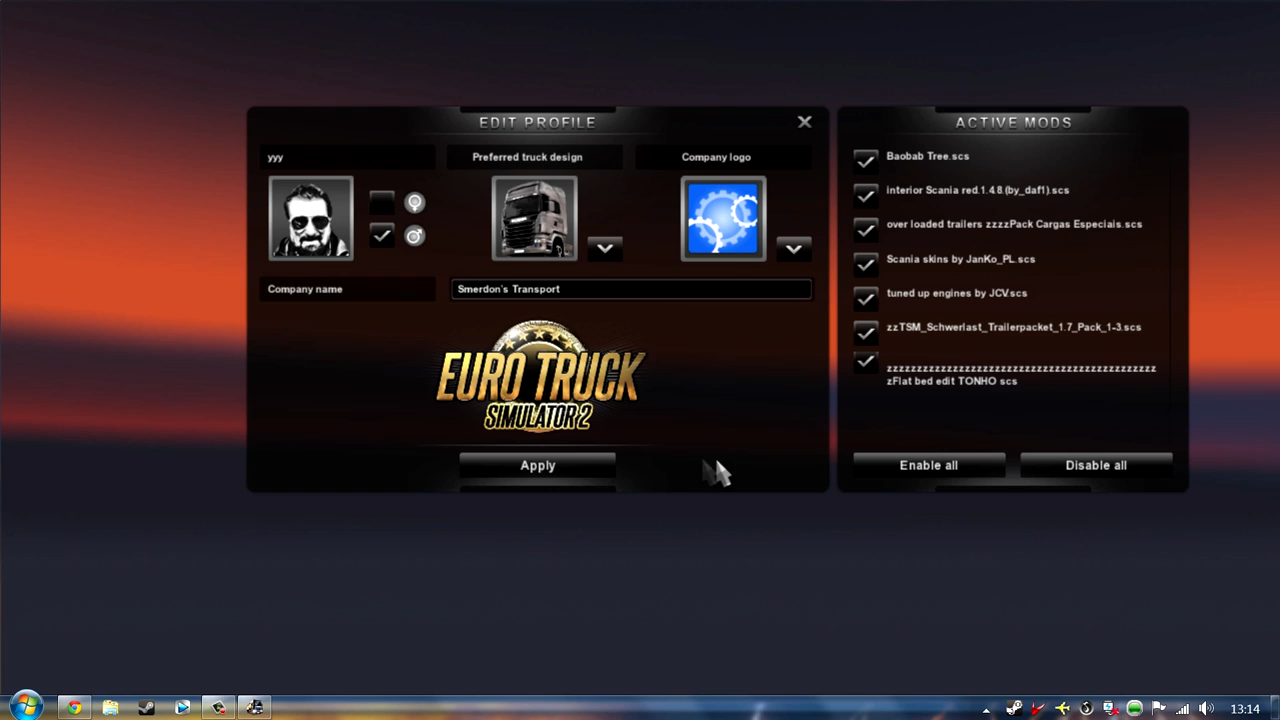 EDIT PROFILE
yyy
Preferred truck design
Company logo
Company name
Smerdon's Transport
EURO TRUCK
SIMULATOR 2
Apply
ACTIVE MODS
Baobab Tree.scs
interior Scania red.1.4.8.(by_daf1).scs
over loaded trailers zzzzPack Cargas Especiais.scs
Scania skins by JanKo_PL.scs
tuned up engines by JCV.scs
zzTSM_Schwerlast_Trailerpacket_1.7_Pack_1-3.scs
zFlat bed edit TONHO scs
Enable all
Disable all
13:14